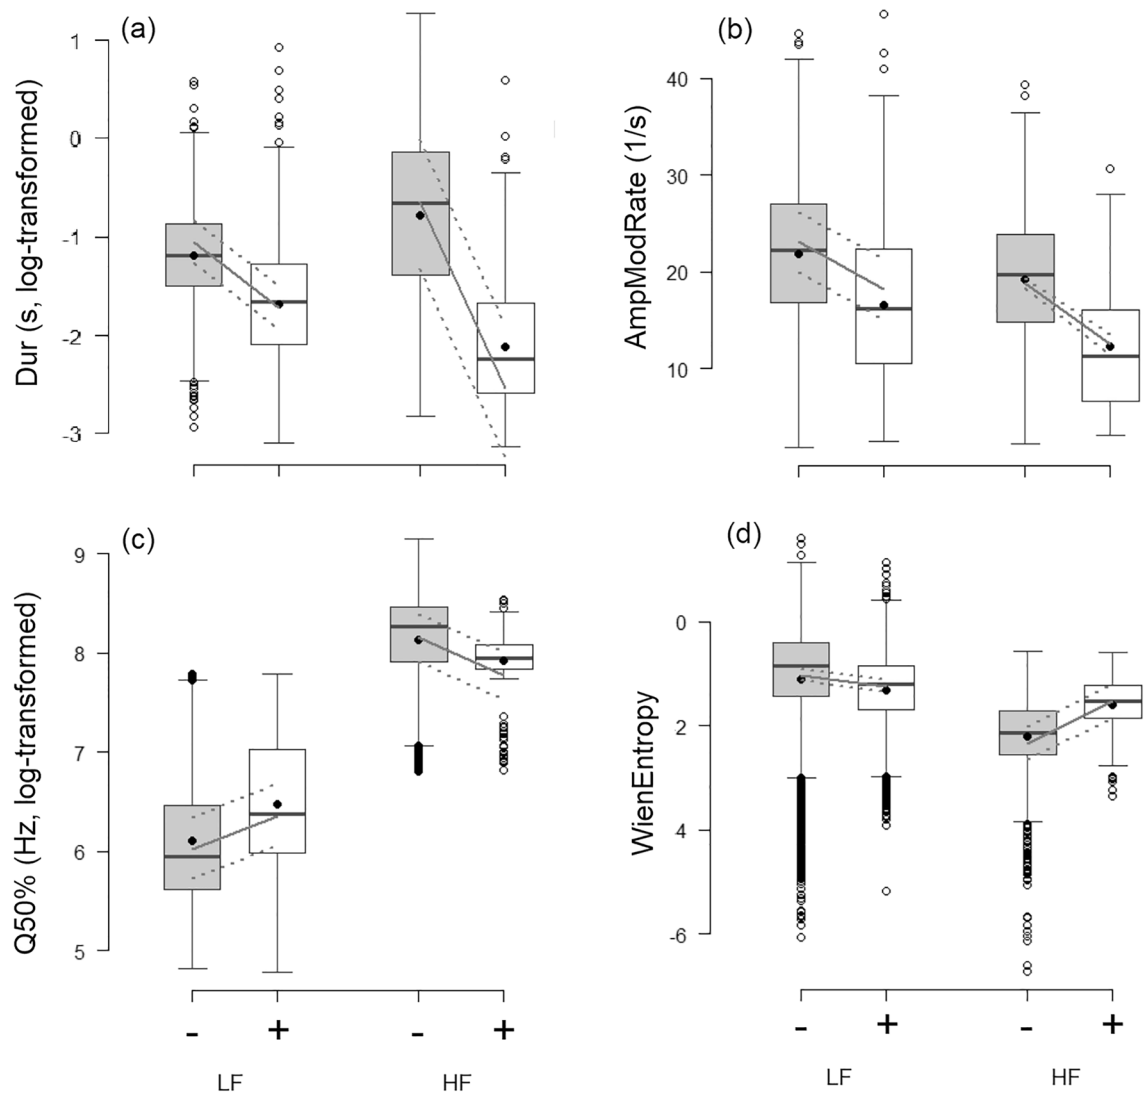 (a)
Dur (s, log-transformed)
1
0
-1
-2
-3
(b)
AmpModRate (1/s)
40
30
20
10
(c)
Q50% (Hz, log-transformed)
9
8
7
6
5
- + - +
LF HF
(d)
WienEntropy
0
2
4
-6
- + - +
LF HF